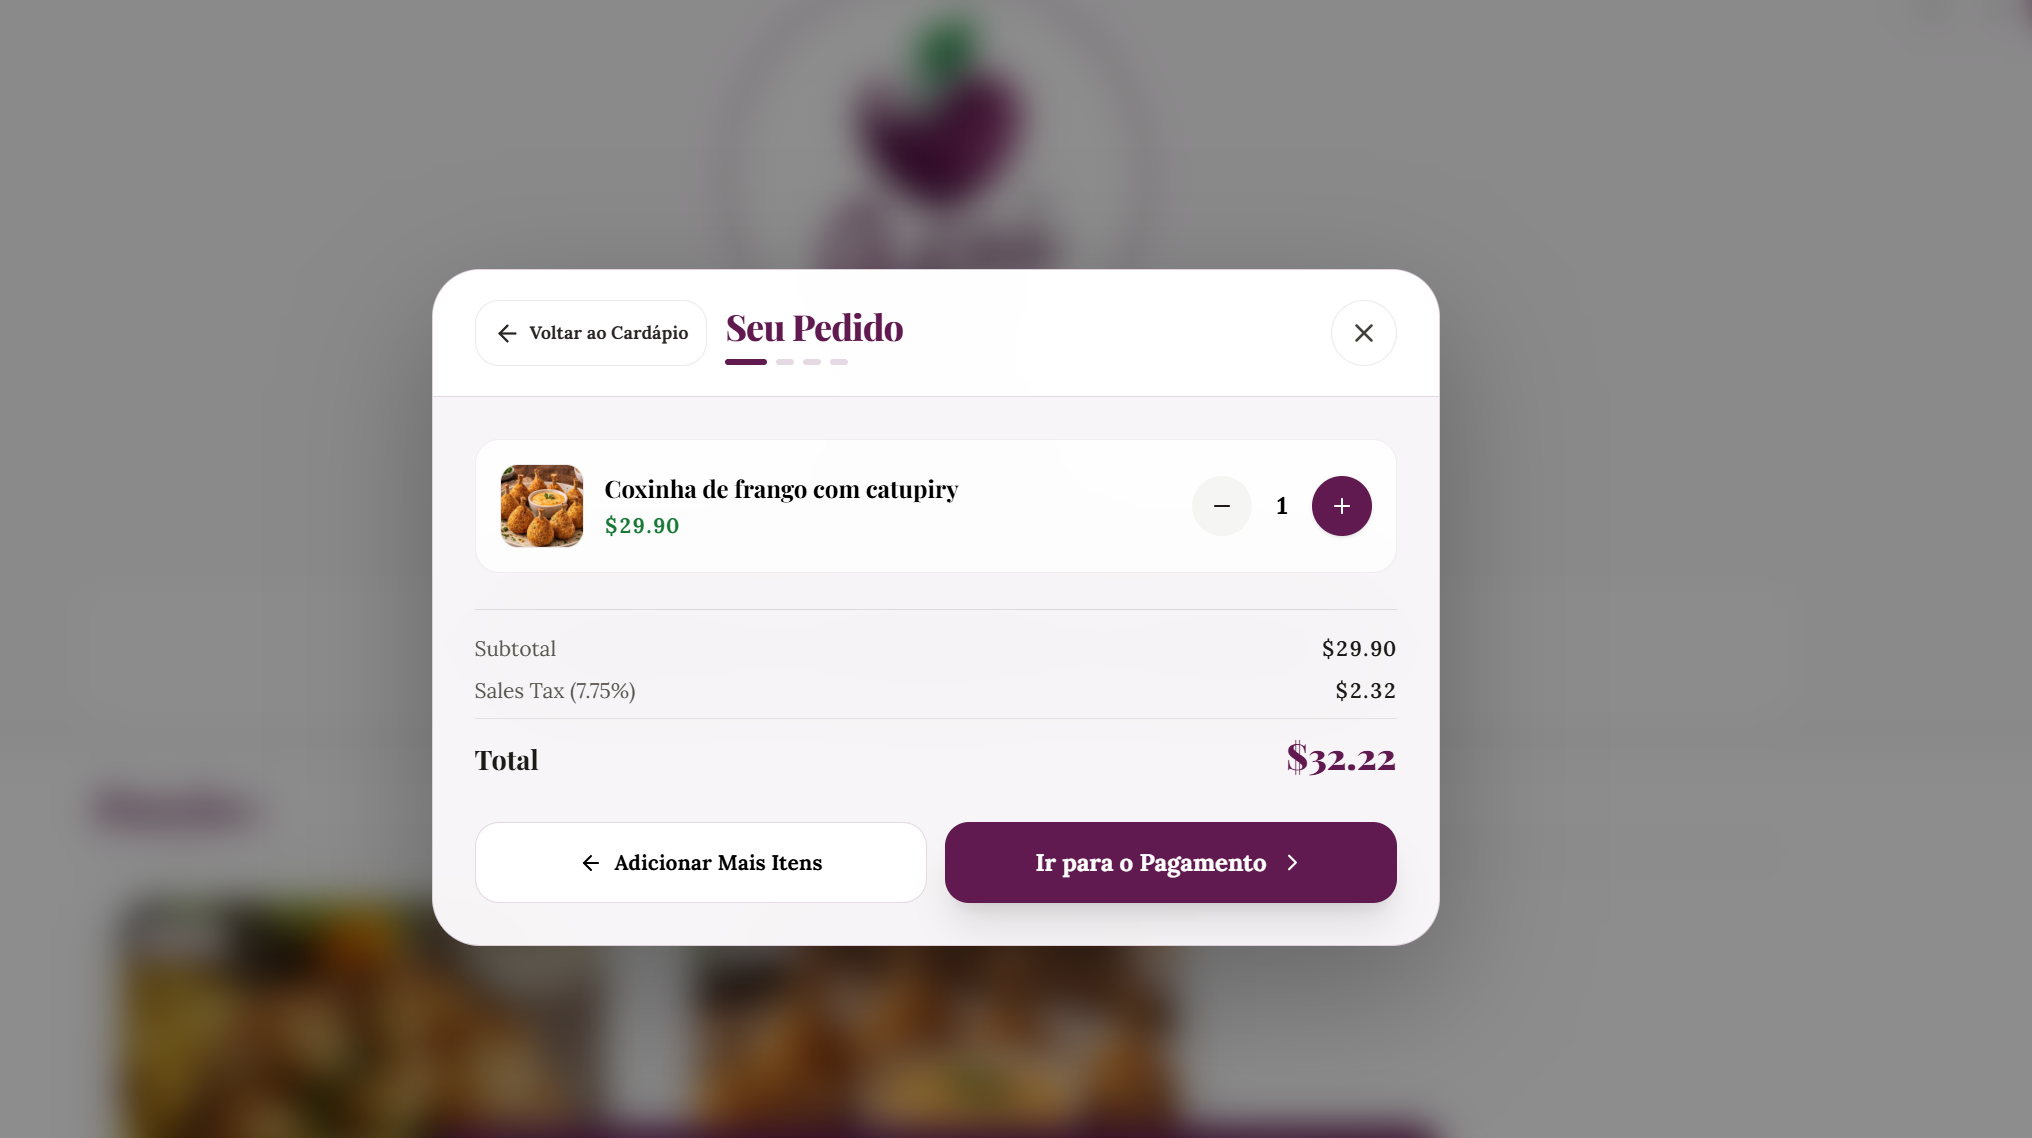 Voltar ao Cardápio
Seu Pedido
Coxinha de frango com catupiry
$29.90
1
Subtotal
$29.90
Sales Tax (7.75%)
$2.32
Total
$32.22
Adicionar Mais Itens
Ir para o Pagamento